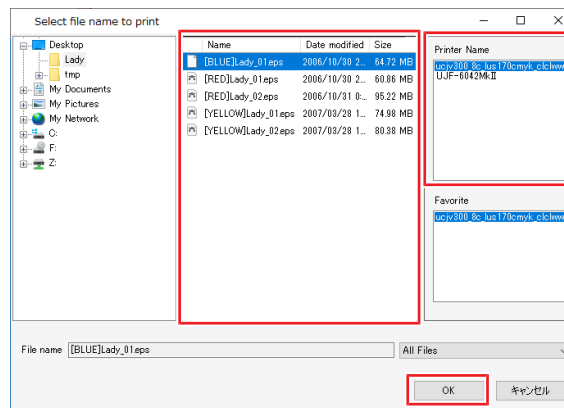 Select file name to print
Desktop
Lady
tmp
My Documents
My Pictures
My Network
C:
F:
Z:
Name Date modified Size
[BLUE]Lady_01.eps 2006/10/30 2... 64.72 MB
[RED]Lady_01.eps 2006/10/30 2... 60.86 MB
[RED]Lady_02.eps 2006/10/31 0:... 95.22 MB
[YELLOW]Lady_01.eps 2007/03/28 1... 74.98 MB
[YELLOW]Lady_02.eps 2007/03/28 1... 80.38 MB
Printer Name
ucjv300_8c_lus170cmyk_clclww
UJF-6042MkⅡ
Favorite
ucjv300_8c_lus170cmyk_clclww
File name [BLUE]Lady_01.eps All Files
OK キャンセル